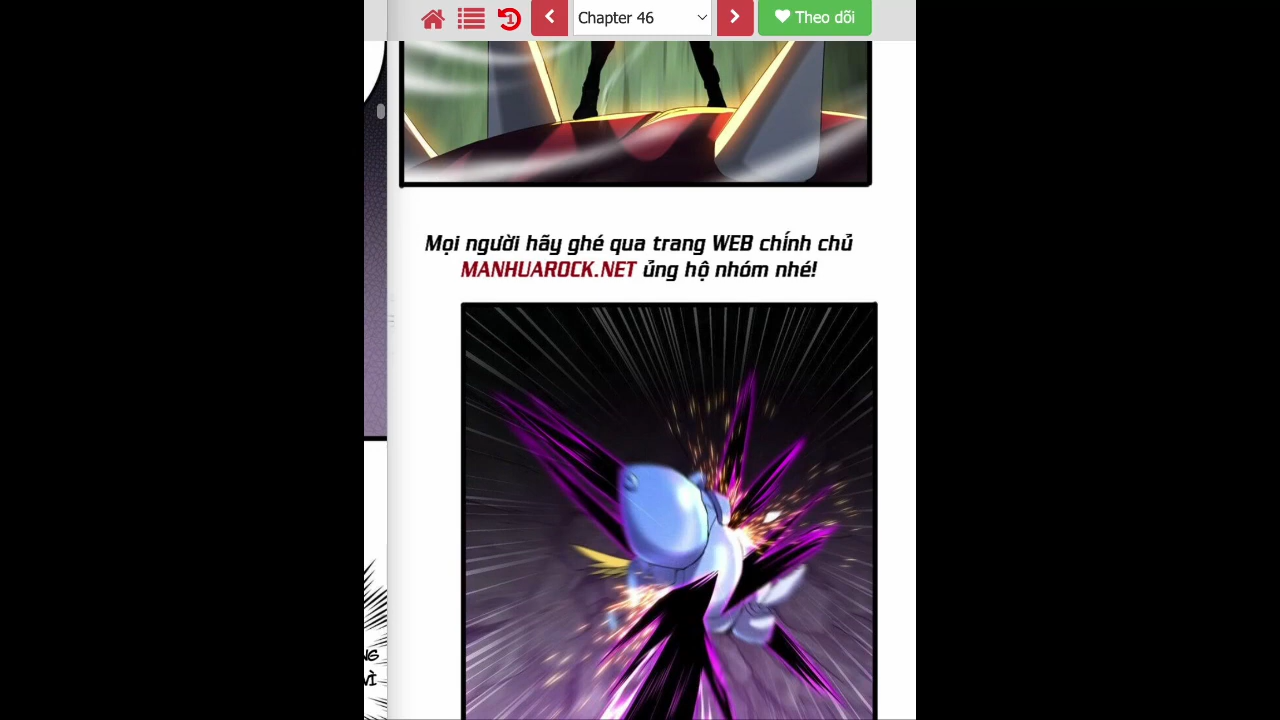 Chapter 46
Theo dõi
Mọi người hãy ghé qua trang WEB chính chủ
MANHUAROCK.NET ủng hộ nhóm nhé!
VÌ